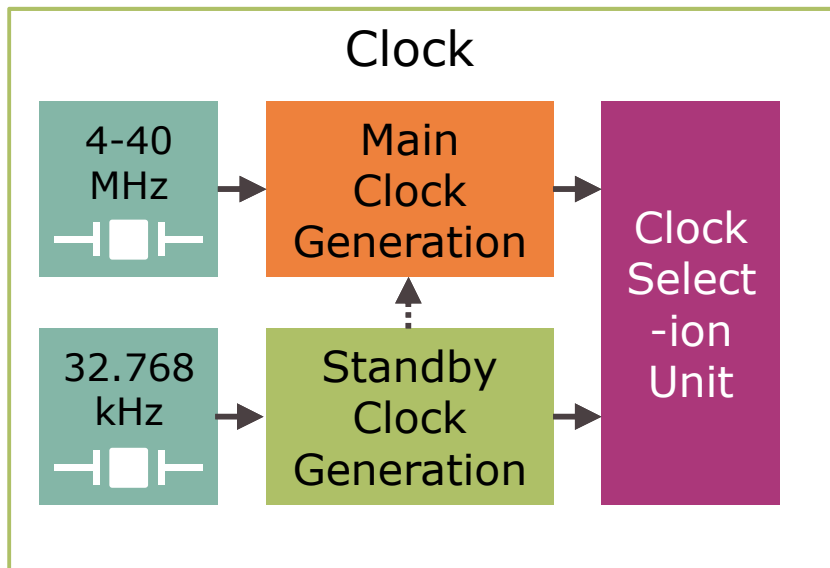 Clock
4-40
MHz
Main
Clock
Generation
32.768
kHz
Standby
Clock
Generation
Clock
Select
-ion
Unit